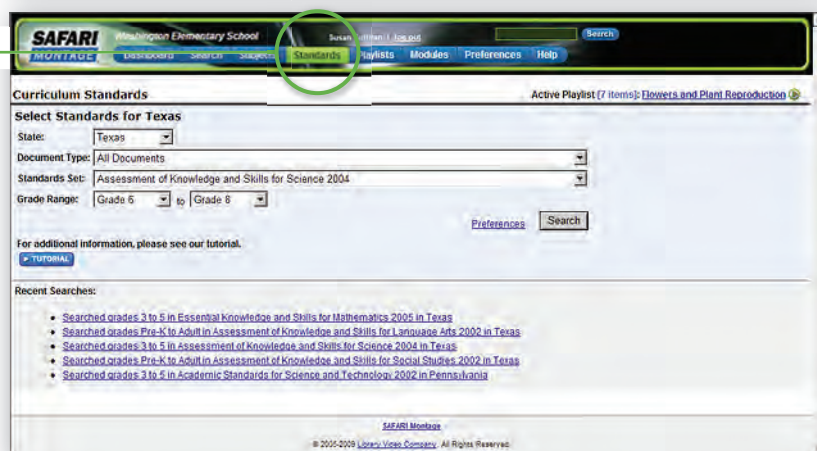 SAFARI
MONTAGE
Washington Elementary School
Susan
log out
Search
Dashboard Search Subjects Standards Playlists Modules Preferences Help
Curriculum Standards
Active Playlist [7 items]: Flowers and Plant Reproduction
Select Standards for Texas
State: Texas
Document Type: All Documents
Standards Set: Assessment of Knowledge and Skills for Science 2004
Grade Range: Grade 6 to Grade 8
Preferences Search
For additional information, please see our tutorial.
TUTORIAL
Recent Searches:
Searched grades 3 to 5 in Essential Knowledge and Skills for Mathematics 2005 in Texas
Searched grades Pre-K to Adult in Assessment of Knowledge and Skills for Language Arts 2002 in Texas
Searched grades 3 to 5 in Assessment of Knowledge and Skills for Science 2004 in Texas
Searched grades Pre-K to Adult in Assessment of Knowledge and Skills for Social Studies 2002 in Texas
Searched grades 3 to 5 in Academic Standards for Science and Technology 2002 in Pennsylvania
SAFARI Montage
© 2005-2009 Library Video Company, All Rights Reserved.